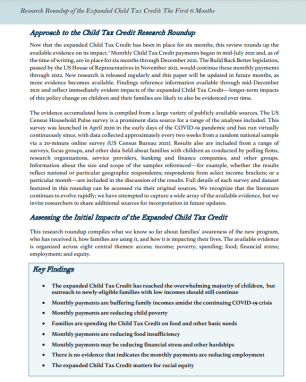 Research Roundup of the Expanded Child Tax Credit: The First 6 Months
Approach to the Child Tax Credit Research Roundup
Now that the expanded Child Tax Credit has been in place for six months, this review rounds up the
available evidence on its impact. Monthly Child Tax Credit payments began in mid-July 2021 and, as
of the time of writing, are in place for six months through December 2021. The Build Back Better legislation,
passed by the US House of Representatives in November 2021, would continue these monthly payments
through 2022. New research is released regularly and this paper will be updated in future months, as
more evidence becomes available. Findings reference information available through mid-December
2021 and reflect immediately evident impacts of the expanded Child Tax Credit—longer-term impacts
of this policy change on children and their families are likely to also be evidenced over time.
The evidence accumulated here is compiled from a large variety of publicly available sources. The US
Census Household Pulse survey is a prominent data source for a range of the analyses included. This
survey was launched in April 2020 in the early days of the COVID-19 pandemic and has run virtually
continuously since, with data collected approximately every two weeks from a random national sample
via a 20-minute online survey (US Census Bureau 2021). Results also are included from a range of
surveys, focus groups, and other data held about families with children as conducted by polling firms,
research organizations, service providers, banking and finance companies, and other groups.
Information about the size and scope of the samples referenced—for example, whether the results
reflect national or particular geographic respondents; respondents from select income brackets; or a
particular month—are included in the discussion of the results. Full details of each survey and dataset
featured in this roundup can be accessed via their original sources. We recognize that the literature
continues to evolve rapidly; we have attempted to capture a wide array of the available evidence, but we
invite researchers to share additional sources for incorporation in future updates.
Assessing the Initial Impacts of the Expanded Child Tax Credit
This research roundup compiles what we know so far about families' awareness of the new program,
who has received it, how families are using it, and how it is impacting their lives. The available evidence
is organized across eight central themes: access; income; poverty; spending; food; financial stress;
employment; and equity.
Key Findings
• The expanded Child Tax Credit has reached the overwhelming majority of children, but
outreach to newly-eligible families with low incomes should still continue
• Monthly payments are buffering family incomes amidst the continuing COVID-19 crisis
• Monthly payments are reducing child poverty
• Families are spending the Child Tax Credit on food and other basic needs
• Monthly payments are reducing food insufficiency
• Monthly payments may be reducing financial stress and other hardships
• There is no evidence that indicates the monthly payments are reducing employment
• The expanded Child Tax Credit matters for racial equity